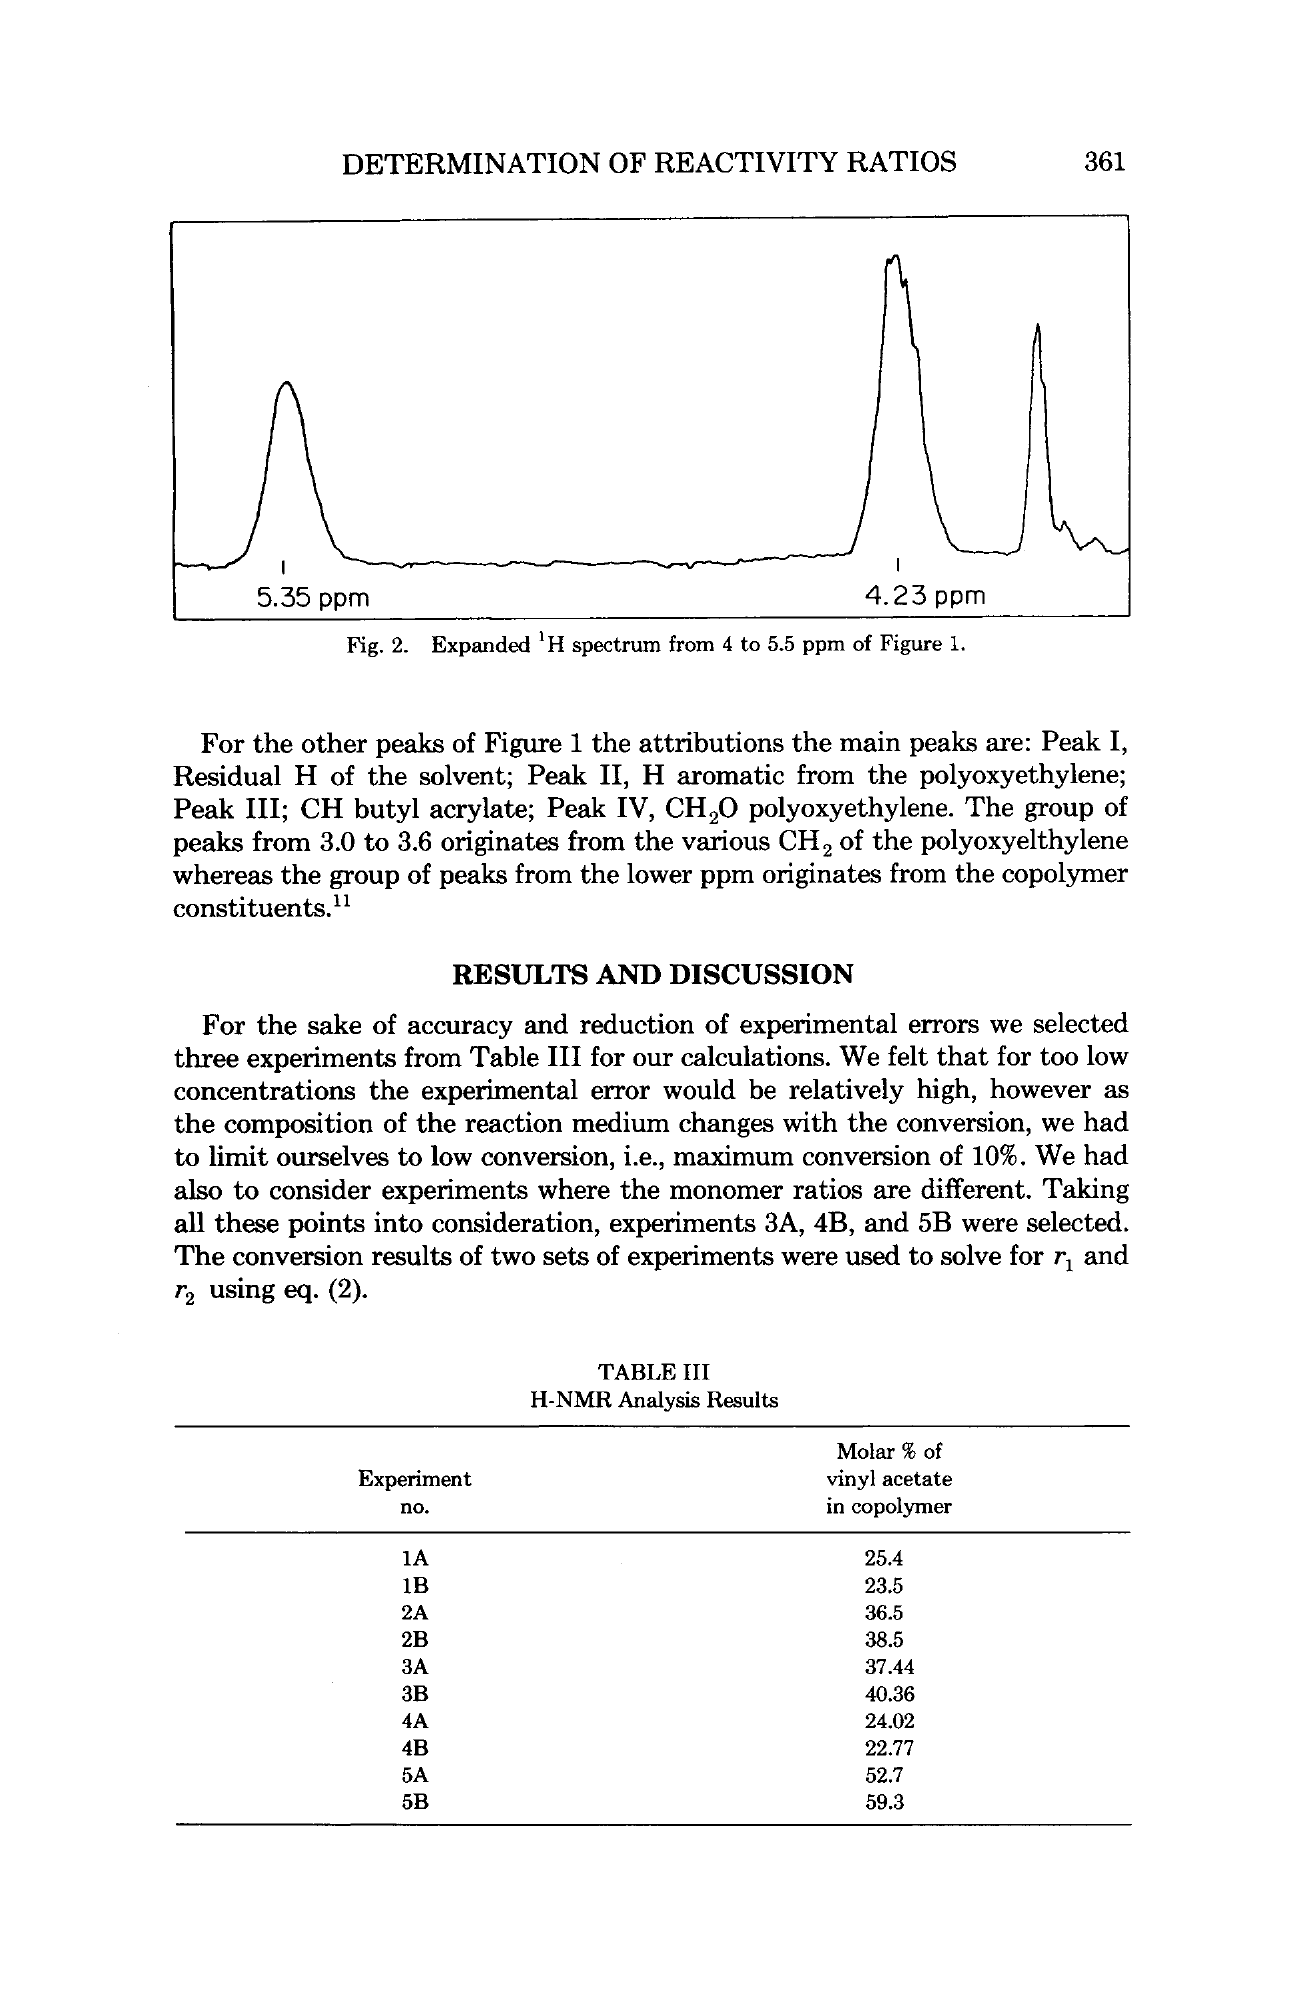 DETERMINATION OF REACTIVITY RATIOS 361
5.35 ppm 4.23 ppm
Fig. 2. Expanded ¹H spectrum from 4 to 5.5 ppm of Figure 1.
For the other peaks of Figure 1 the attributions the main peaks are: Peak I,
Residual H of the solvent; Peak II, H aromatic from the polyoxyethylene;
Peak III; CH butyl acrylate; Peak IV, CH₂O polyoxyethylene. The group of
peaks from 3.0 to 3.6 originates from the various CH₂ of the polyoxyelthylene
whereas the group of peaks from the lower ppm originates from the copolymer
constituents.¹¹
RESULTS AND DISCUSSION
For the sake of accuracy and reduction of experimental errors we selected
three experiments from Table III for our calculations. We felt that for too low
concentrations the experimental error would be relatively high, however as
the composition of the reaction medium changes with the conversion, we had
to limit ourselves to low conversion, i.e., maximum conversion of 10%. We had
also to consider experiments where the monomer ratios are different. Taking
all these points into consideration, experiments 3A, 4B, and 5B were selected.
The conversion results of two sets of experiments were used to solve for r₁ and
r₂ using eq. (2).
TABLE III
H-NMR Analysis Results
Molar % of
Experiment vinyl acetate
no. in copolymer
1A 25.4
1B 23.5
2A 36.5
2B 38.5
3A 37.44
3B 40.36
4A 24.02
4B 22.77
5A 52.7
5B 59.3